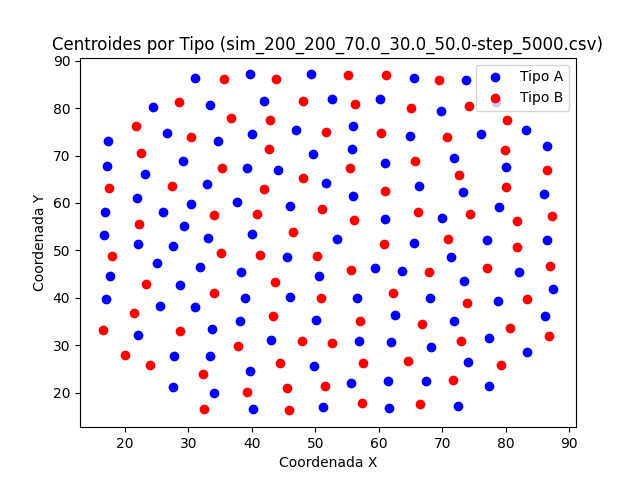 Centroides por Tipo (sim_200_200_70.0_30.0_50.0-step_5000.csv)
Tipo A
Tipo B
90
80
70
60
50
40
30
20
Coordenada Y
20 30 40 50 60 70 80 90
Coordenada X